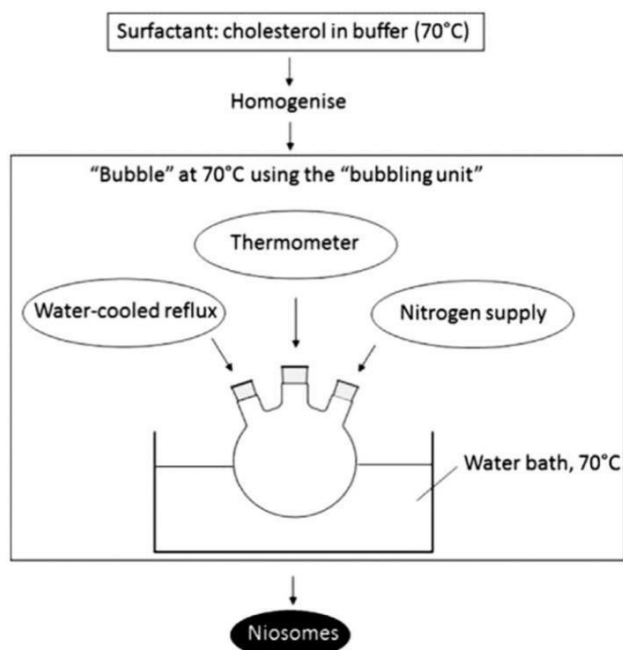 Surfactant: cholesterol in buffer (70°C)
Homogenise
“Bubble” at 70°C using the “bubbling unit”
Thermometer
Water-cooled reflux
Nitrogen supply
Water bath, 70°C
Niosomes